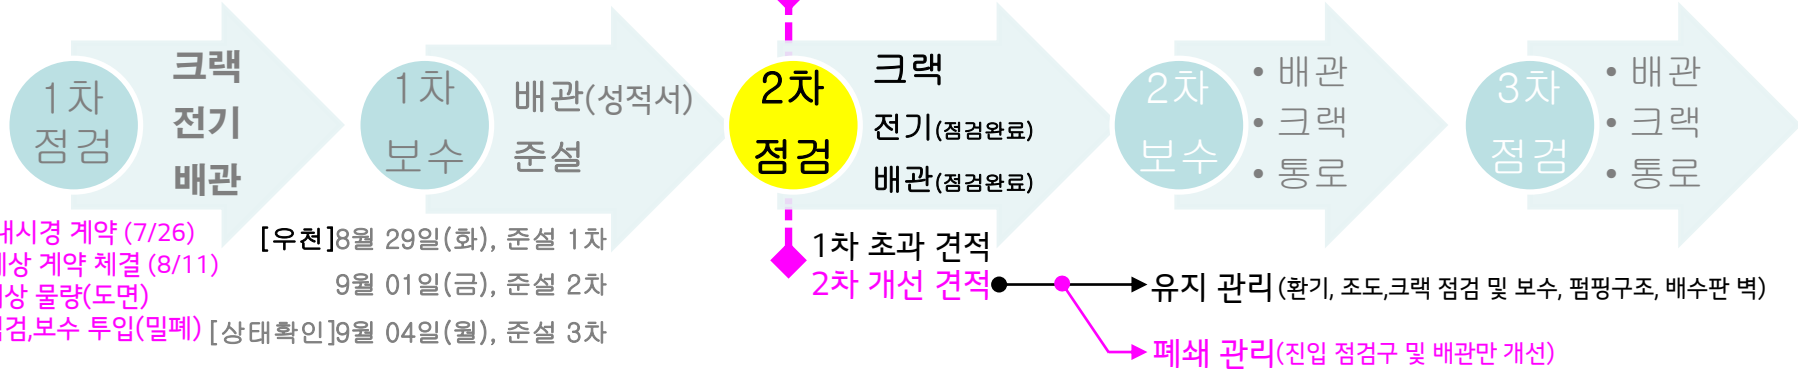 1차
점검
크랙
전기
배관
1차
보수
배관(성적서)
준설
2차
점검
크랙
전기(점검완료)
배관(점검완료)
2차
보수
• 배관
• 크랙
• 통로
3차
점검
• 배관
• 크랙
• 통로
내시경 계약 (7/26)
계약 체결 (8/11)
물량(도면)
보수 투입(밀폐)
[우천]8월 29일(화), 준설 1차
9월 01일(금), 준설 2차
[상태확인]9월 04일(월), 준설 3차
1차 초과 견적
2차 개선 견적
유지 관리(환기, 조도,크랙 점검 및 보수, 펌핑구조, 배수판 벽)
폐쇄 관리(진입 점검구 및 배관만 개선)